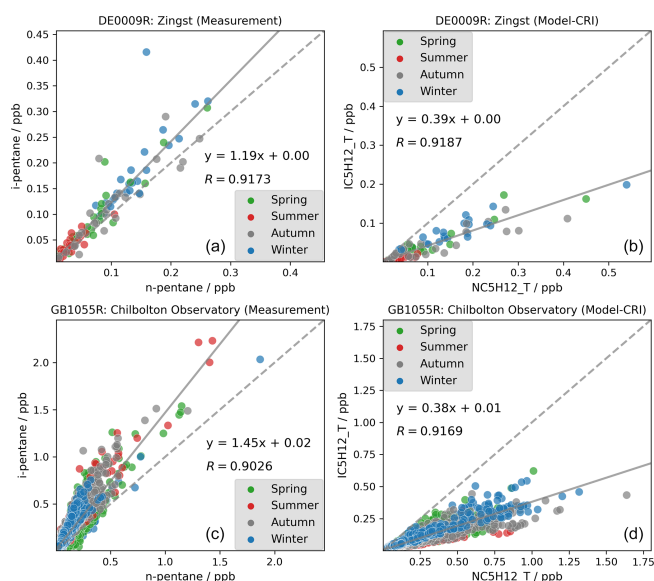 DE0009R: Zingst (Measurement)
0.45
0.40
0.35
0.30
0.25
0.20
0.15
0.10
0.05
i-pentane / ppb
y = 1.19x + 0.00
R = 0.9173
Spring
Summer
Autumn
Winter
(a)
0.1
0.2
0.3
0.4
n-pentane / ppb
DE0009R: Zingst (Model-CRI)
Spring
Summer
Autumn
Winter
0.5
0.4
0.3
0.2
0.1
IC5H12_T / ppb
y = 0.39x + 0.00
R = 0.9187
(b)
0.1
0.2
0.3
0.4
0.5
NC5H12_T / ppb
GB1055R: Chilbolton Observatory (Measurement)
2.0
1.5
1.0
0.5
i-pentane / ppb
y = 1.45x + 0.02
R = 0.9026
Spring
Summer
Autumn
Winter
(c)
0.5
1.0
1.5
2.0
n-pentane / ppb
GB1055R: Chilbolton Observatory (Model-CRI)
Spring
Summer
Autumn
Winter
1.75
1.50
1.25
1.00
0.75
0.50
0.25
IC5H12_T / ppb
y = 0.38x + 0.01
R = 0.9169
(d)
0.25
0.50
0.75
1.00
1.25
1.50
1.75
NC5H12_T / ppb